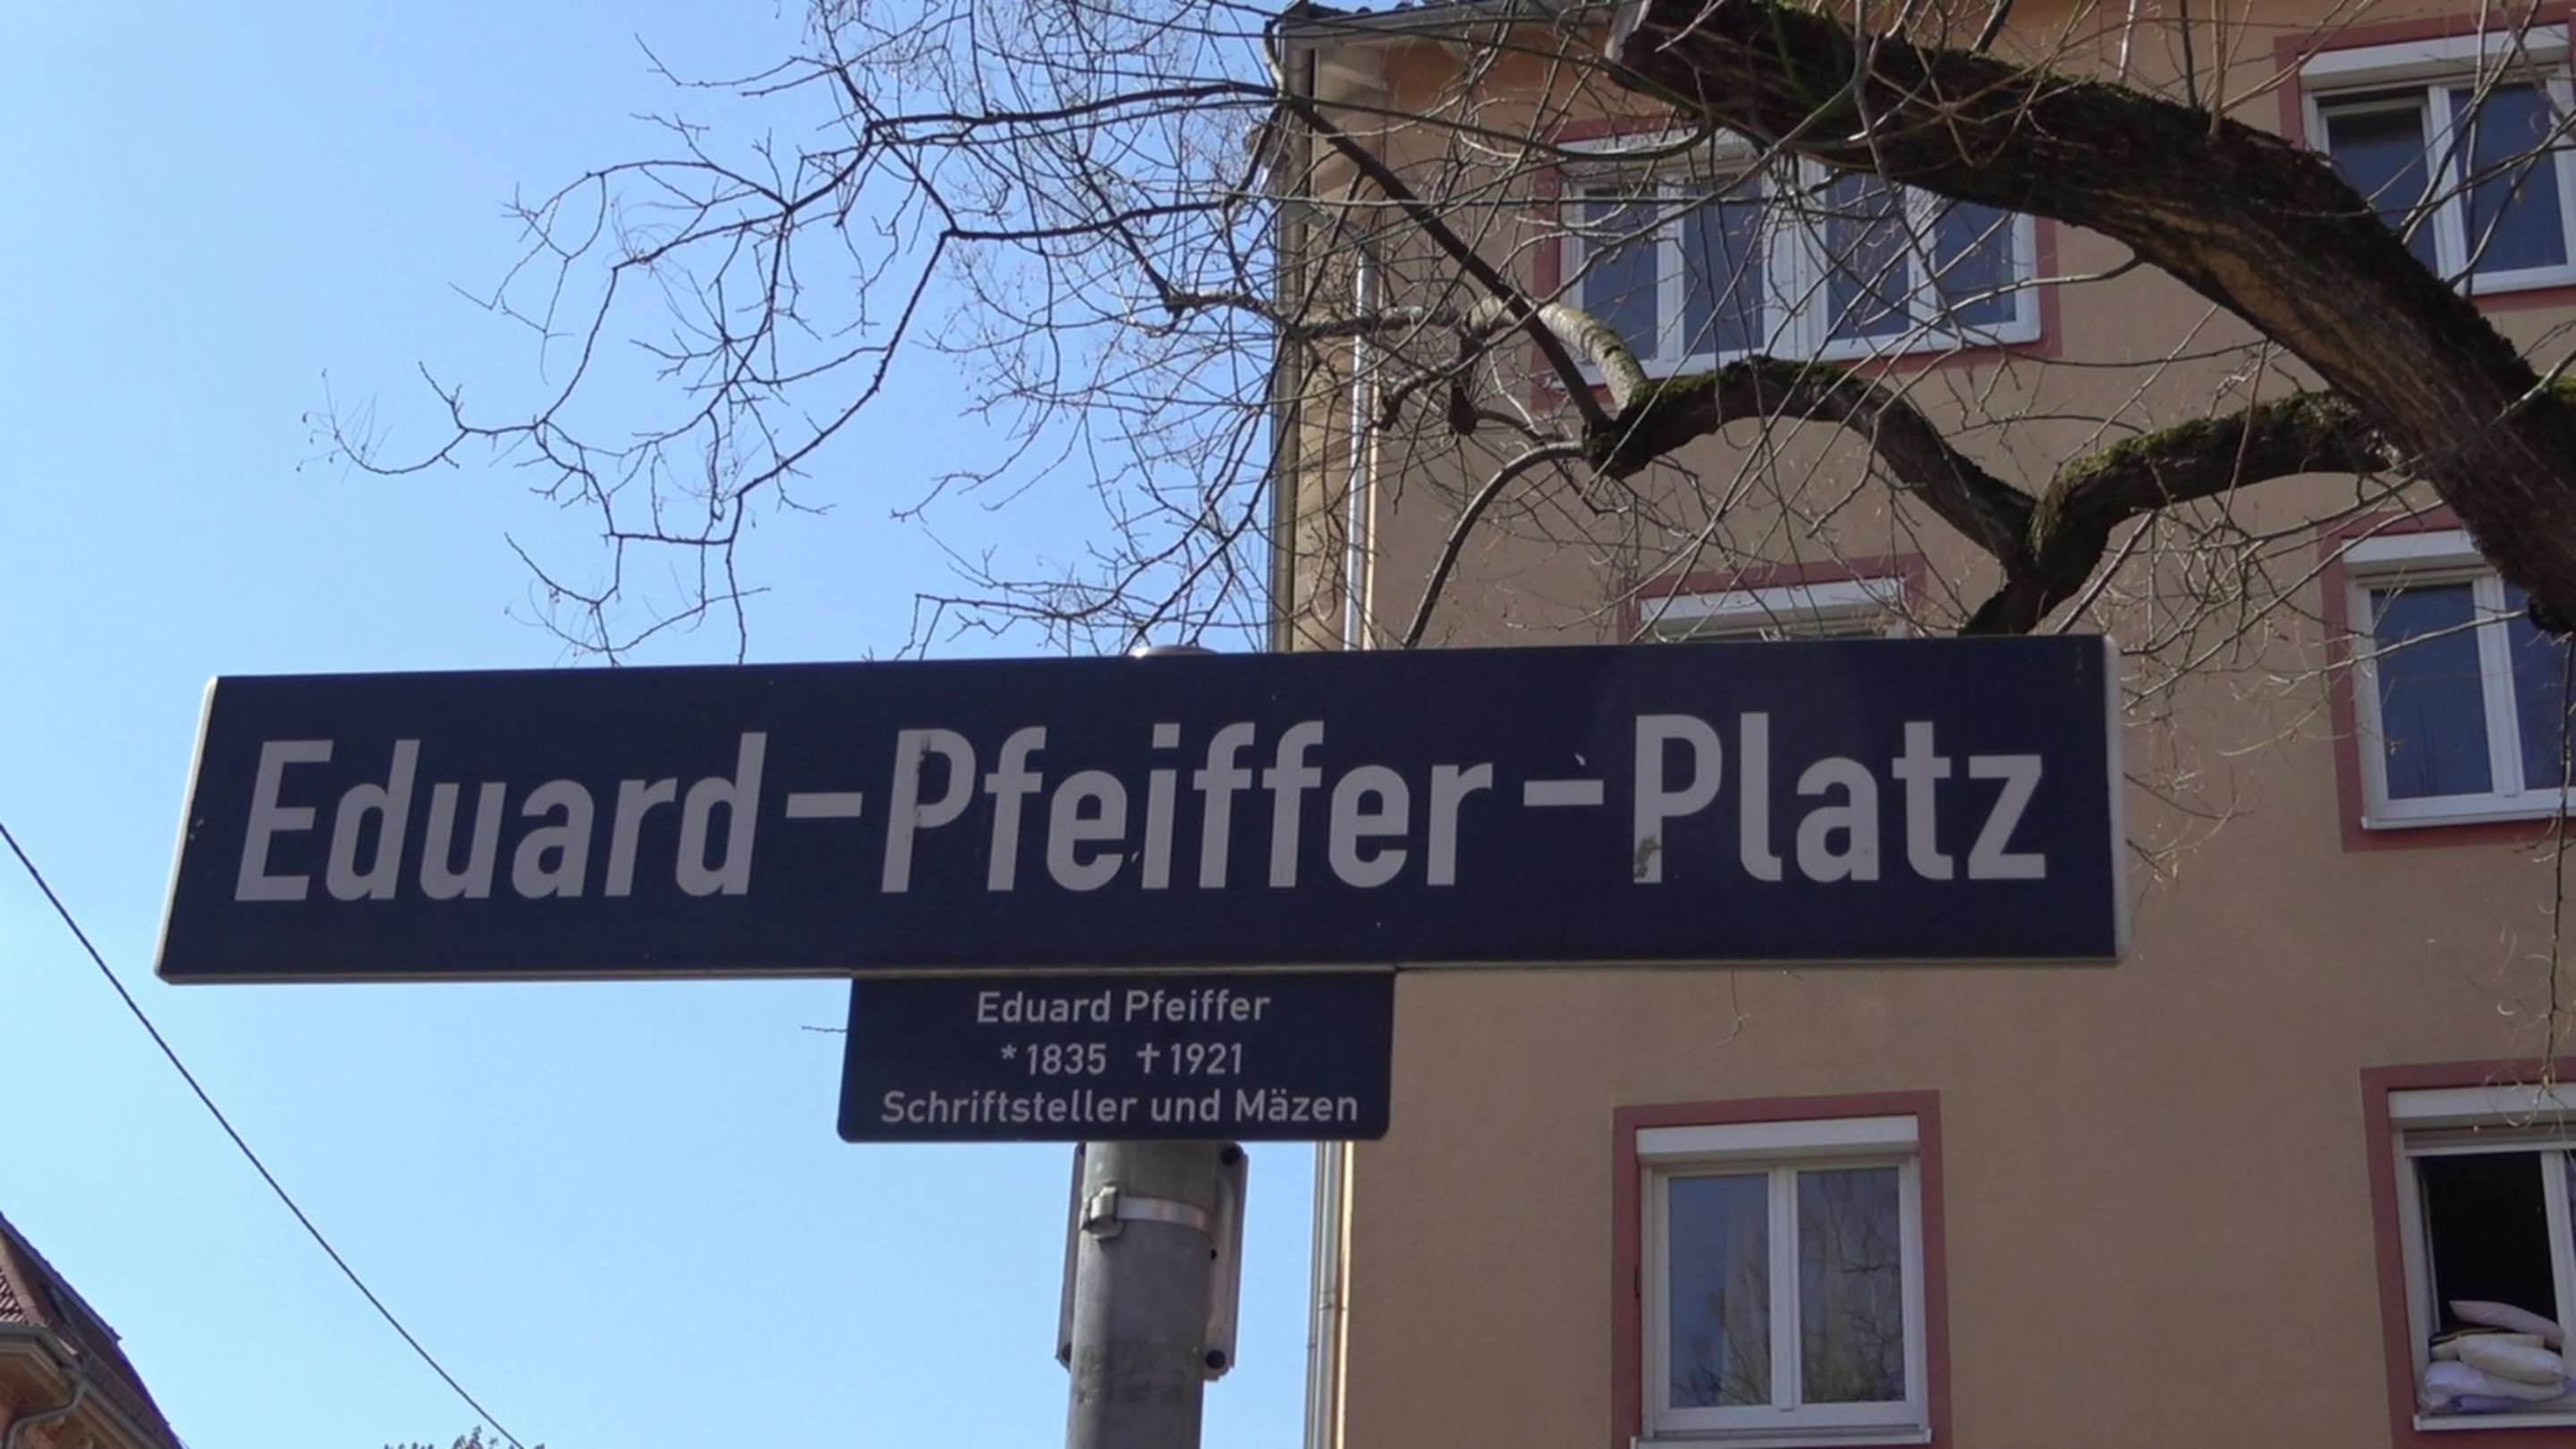 Eduard-Pfeiffer-Platz
Eduard Pfeiffer
* 1835 † 1921
Schriftsteller und Mäzen